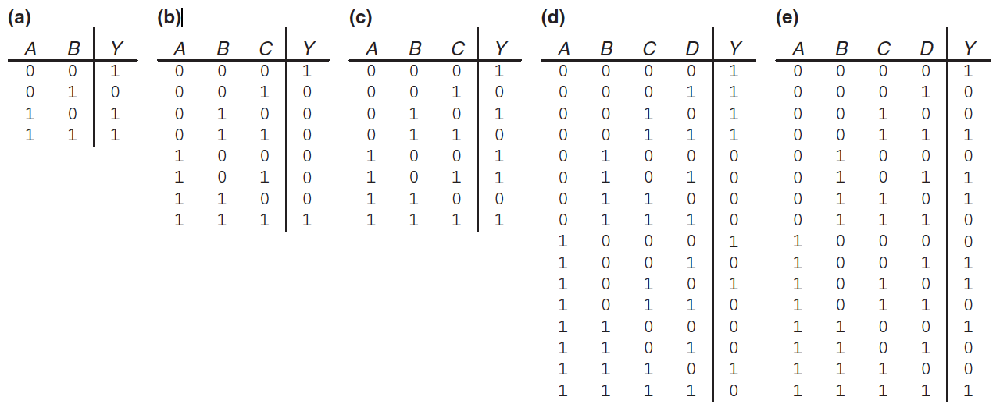 (a) (b) (c) (d) (e)
A B Y A B C Y A B C Y A B C D Y A B C D Y
0 0 1 0 0 0 1 0 0 0 1 0 0 0 0 1 0 0 0 0 1
0 1 0 0 0 1 0 0 0 1 0 0 0 0 1 1 0 0 0 1 0
1 0 1 0 1 0 0 0 1 0 1 0 0 1 0 1 0 0 1 0 0
1 1 1 0 1 1 0 0 1 1 0 0 0 1 1 1 0 0 1 1 1
1 0 0 0 1 0 0 1 0 1 0 0 0 0 1 0 0 0
1 0 1 0 1 0 1 1 0 1 0 1 0 0 1 0 1 1
1 1 0 0 1 1 0 0 0 1 1 0 0 0 1 1 0 1
1 1 1 1 1 1 1 1 0 1 1 1 0 0 1 1 1 0
1 0 0 0 1 1 0 0 0 0
1 0 0 1 0 1 0 0 1 1
1 0 1 0 1 1 0 1 0 1
1 0 1 1 0 1 0 1 1 0
1 1 0 0 0 1 1 0 0 1
1 1 0 1 0 1 1 0 1 0
1 1 1 0 1 1 1 1 0 0
1 1 1 1 0 1 1 1 1 1